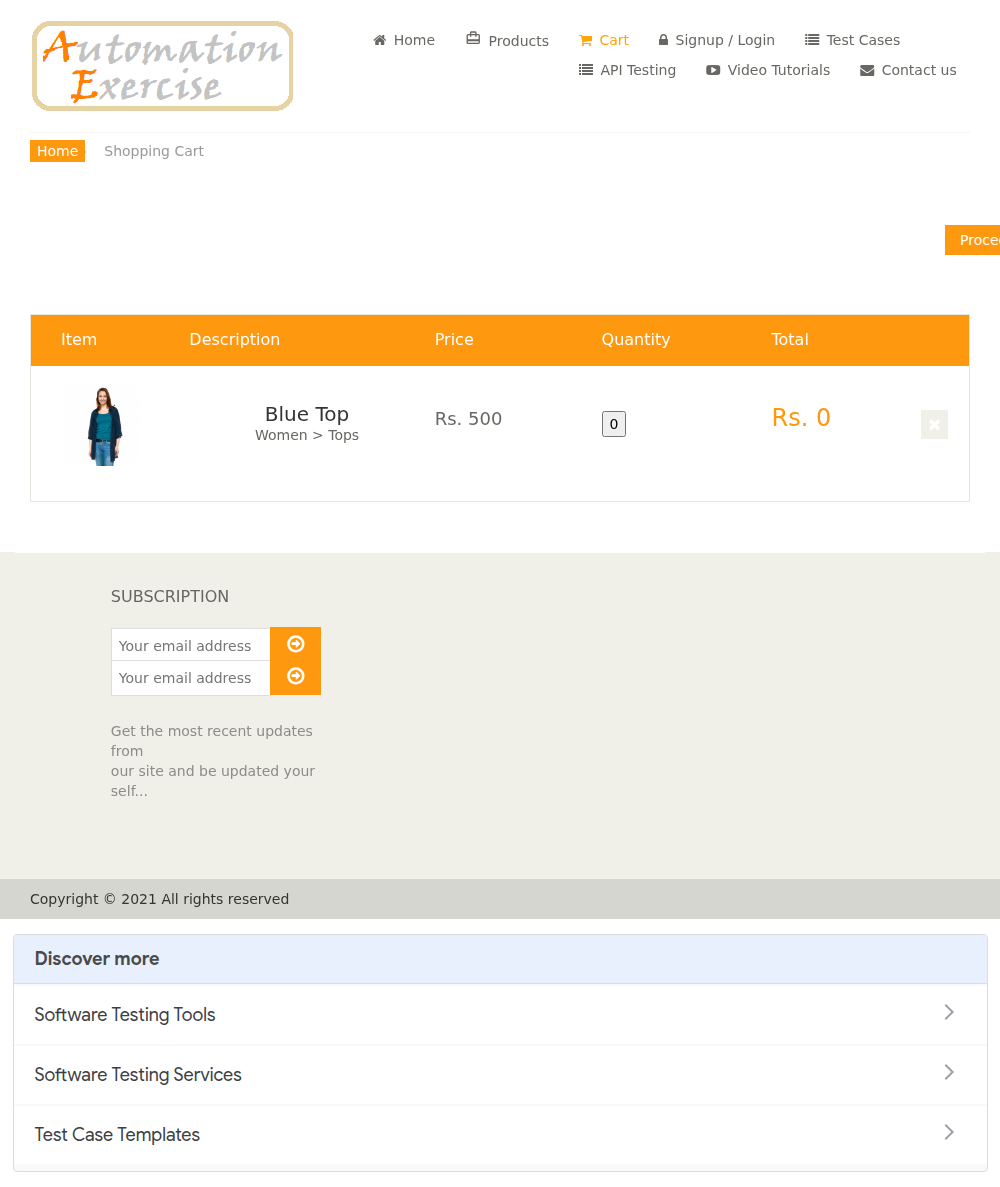 Automation
Exercise
Home
Products
Cart
Signup / Login
Test Cases
API Testing
Video Tutorials
Contact us
Home
Shopping Cart
Item Description Price Quantity Total
Blue Top
Women > Tops
Rs. 500
0
Rs. 0
SUBSCRIPTION
Your email address
Your email address
Get the most recent updates
from
our site and be updated your
self...
Copyright © 2021 All rights reserved
Discover more
Software Testing Tools
Software Testing Services
Test Case Templates